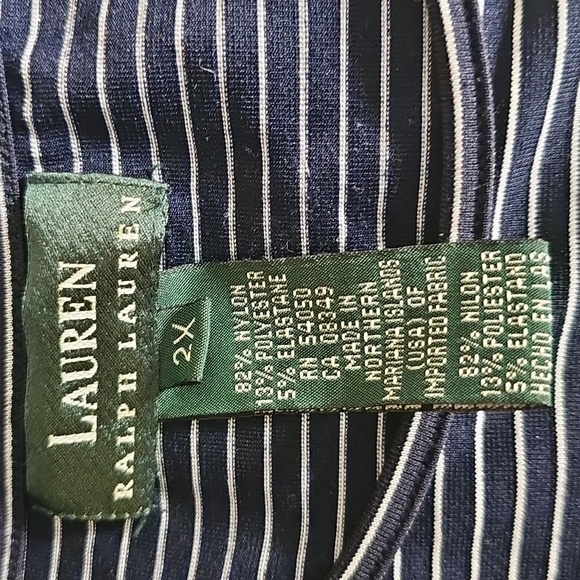 LAUREN
RALPH LAUREN
2X
82% NYLON
13% POLYESTER
5% ELASTANE
RN 54050
CA 08349
MADE IN
NORTHERN
MARIANA ISLANDS
(USA) OF
IMPORTED FABRIC
82% NILON
13% POLIESTER
5% ELASTANO
HECHO EN LAS